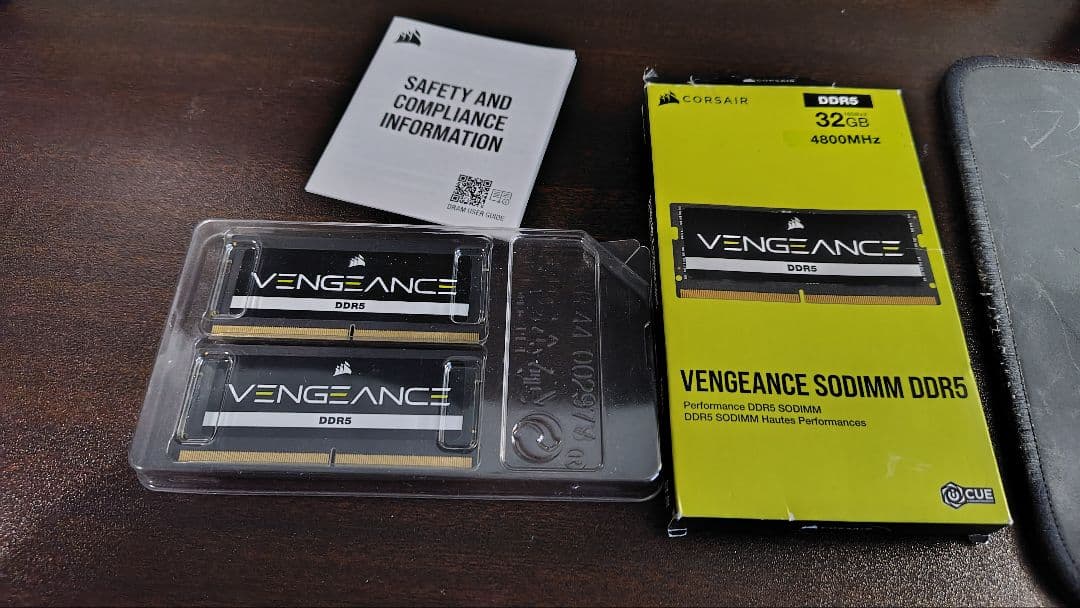 SAFETY AND
COMPLIANCE
INFORMATION
DRAM USER GUIDE
CORSAIR
DDR5
32GB
4800MHz
VENGEANCE
DDR5
VENGEANCE SODIMM DDR5
Performance DDR5 SODIMM
DDR5 SODIMM Hautes Performances
CUE
VENGEANCE
DDR5
VENGEANCE
DDR5